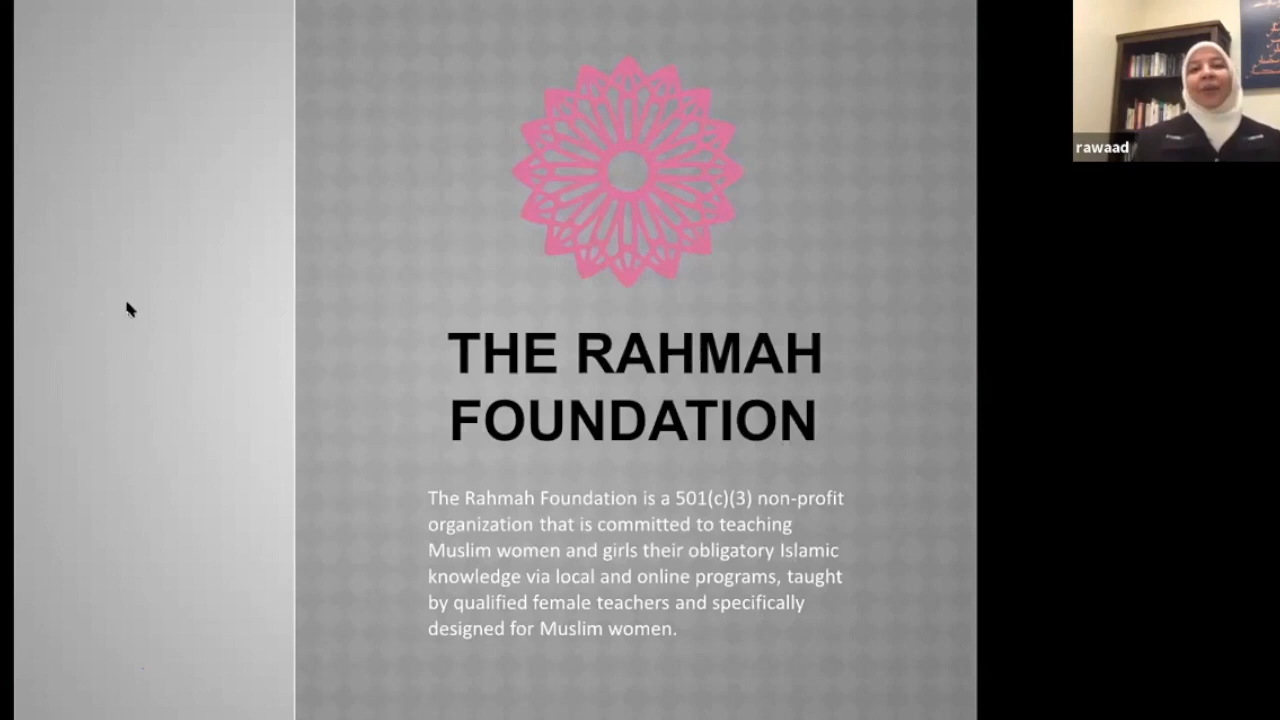 THE RAHMAH
FOUNDATION
The Rahmah Foundation is a 501(c)(3) non-profit
organization that is committed to teaching
Muslim women and girls their obligatory Islamic
knowledge via local and online programs, taught
by qualified female teachers and specifically
designed for Muslim women.
rawaad